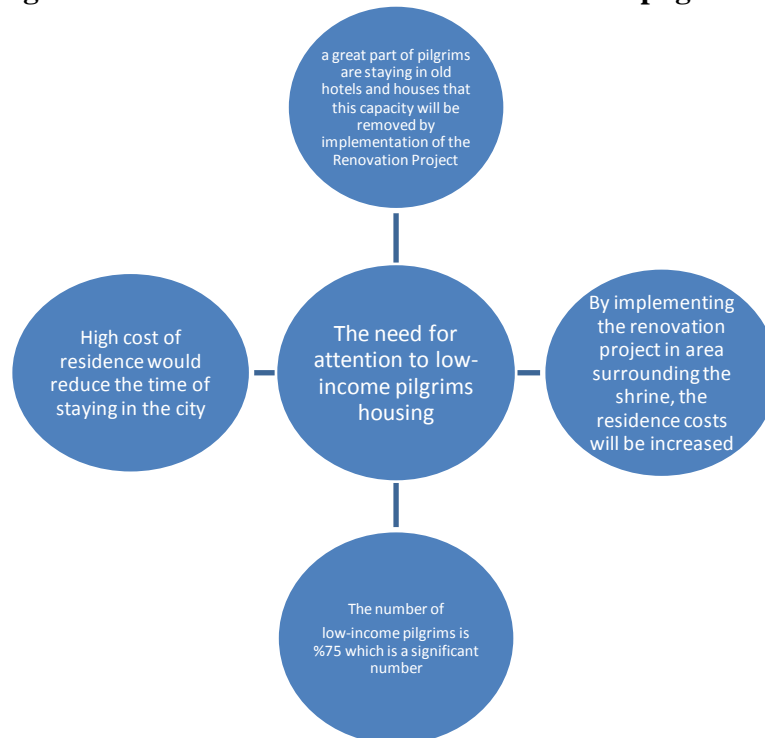 a great part of pilgrims
are staying in old
hotels and houses that
this capacity will be
removed by
implementation of the
Renovation Project
High cost of
residence would
reduce the time of
staying in the city
The need for
attention to low-
income pilgrims
housing
By implementing
the renovation
project in area
surrounding the
shrine, the
residence costs
will be increased
The number of
low-income pilgrims is
%75 which is a significant
number